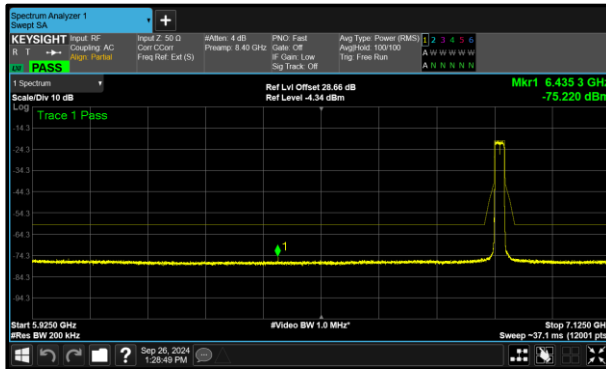 Spectrum Analyzer 1
Swept SA
KEYSIGHT
R T
PASS
Input: RF
Coupling: AC
Align: Partial
Input Z: 50 Ω
Corr CCorr
Freq Ref: Ext (S)
#Atten: 4 dB
Preamp: 8.40 GHz
PNO: Fast
Gate: Off
IF Gain: Low
Sig Track: Off
Avg Type: Power (RMS)
Avg|Hold: 100/100
Trig: Free Run
1 2 3 4 5 6
A W W W W W
A N N N N N
1 Spectrum
Scale/Div 10 dB
Ref Lvl Offset 28.66 dB
Ref Level -4.34 dBm
Mkr1 6.435 3 GHz
-75.220 dBm
Log
Trace 1 Pass
-14.3
-24.3
-34.3
-44.3
-54.3
-64.3
-74.3
-84.3
-94.3
1
Start 5.9250 GHz
#Res BW 200 kHz
#Video BW 1.0 MHz*
Stop 7.1250 GHz
Sweep ~37.1 ms (12001 pts)
?
Sep 26, 2024
1:28:49 PM